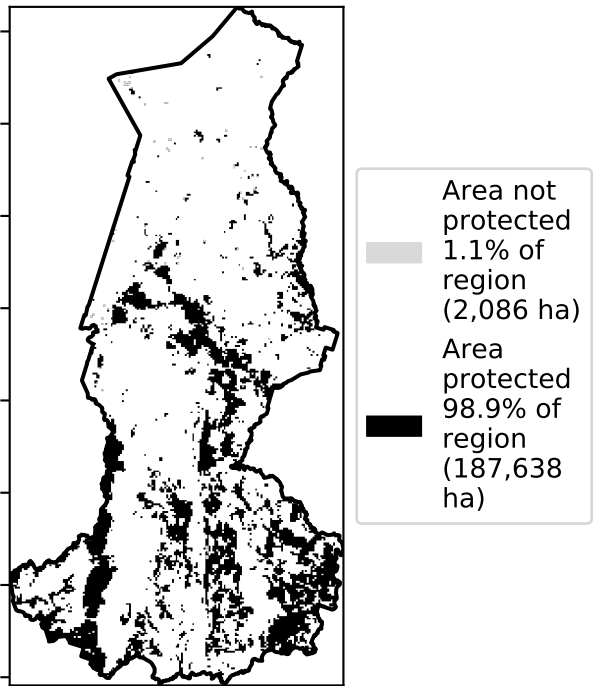 Area not
protected
1.1% of
region
(2,086 ha)
Area
protected
98.9% of
region
(187,638
ha)